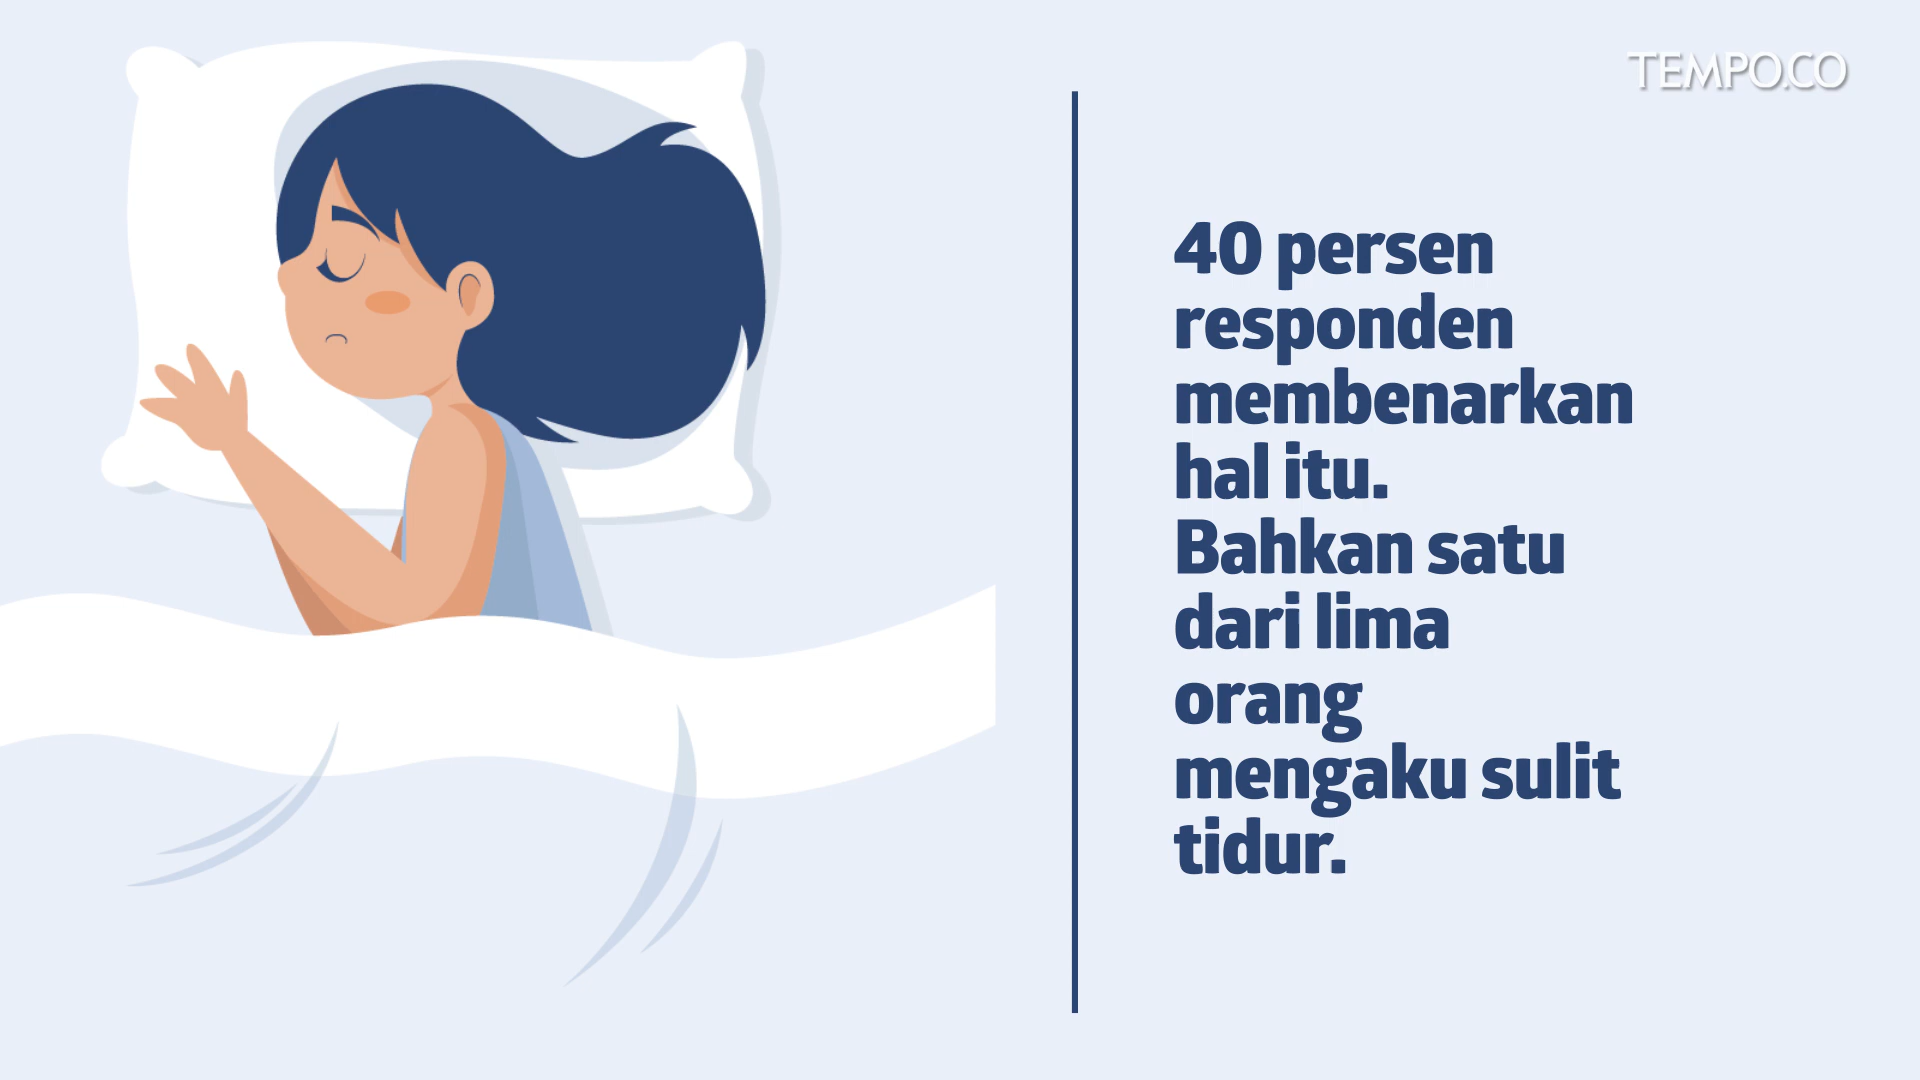 TEMPO.CO
40 persen
responden
membenarkan
hal itu.
Bahkan satu
dari lima
orang
mengaku sulit
tidur.